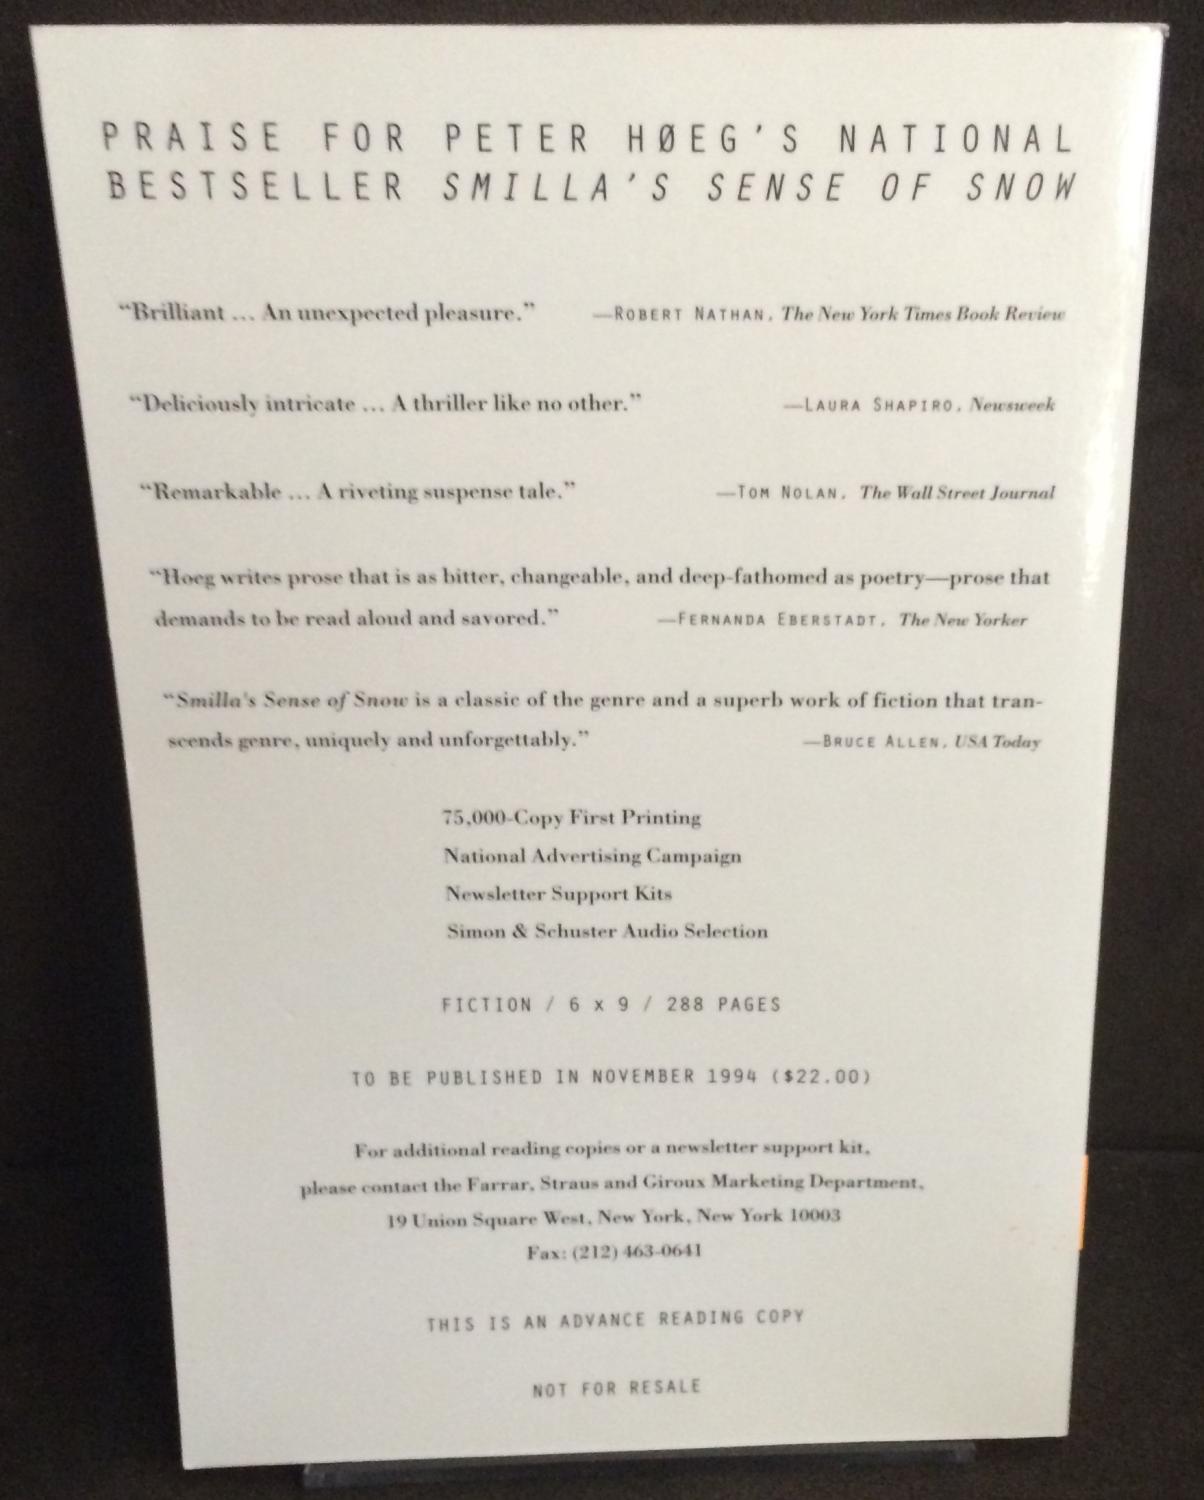 PRAISE FOR PETER HØEG'S NATIONAL
BESTSELLER SMILLA'S SENSE OF SNOW
“Brilliant ... An unexpected pleasure.” —ROBERT NATHAN, The New York Times Book Review
“Deliciously intricate ... A thriller like no other.” —LAURA SHAPIRO, Newsweek
“Remarkable ... A riveting suspense tale.” —TOM NOLAN, The Wall Street Journal
“Hoeg writes prose that is as bitter, changeable, and deep-fathomed as poetry—prose that
demands to be read aloud and savored.” —FERNANDA EBERSTADT, The New Yorker
“Smilla's Sense of Snow is a classic of the genre and a superb work of fiction that tran-
scends genre, uniquely and unforgettably.” —BRUCE ALLEN, USA Today
75,000-Copy First Printing
National Advertising Campaign
Newsletter Support Kits
Simon & Schuster Audio Selection
FICTION / 6 x 9 / 288 PAGES
TO BE PUBLISHED IN NOVEMBER 1994 ($22.00)
For additional reading copies or a newsletter support kit,
please contact the Farrar, Straus and Giroux Marketing Department,
19 Union Square West, New York, New York 10003
Fax: (212) 463-0641
THIS IS AN ADVANCE READING COPY
NOT FOR RESALE